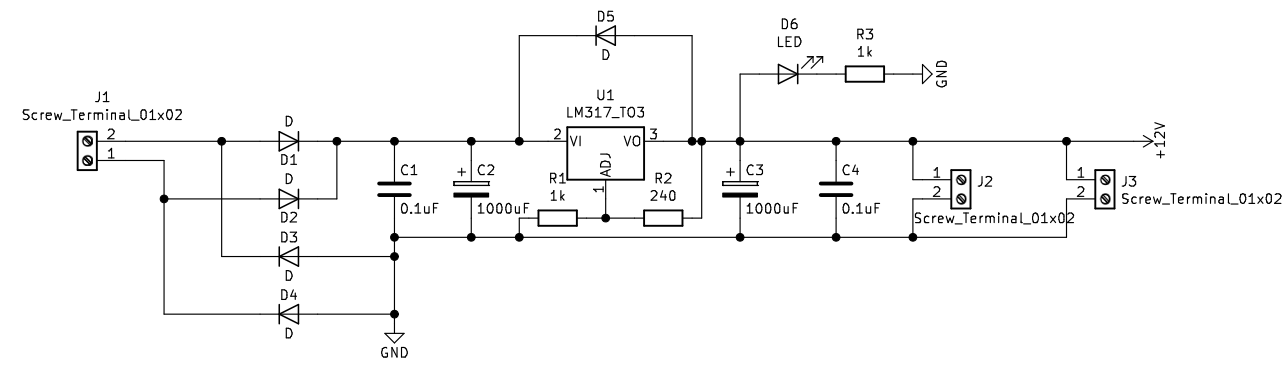 J1
Screw_Terminal_01x02
2
1
D
D1
D
D2
D3
D
D4
D
GND
C1
0.1uF
+
C2
1000uF
D5
D
U1
LM317_TO3
2
VI
VO
3
ADJ
1
R1
1k
R2
240
D6
LED
R3
1k
GND
+
C3
1000uF
C4
0.1uF
1
2
J2
Screw_Terminal_01x02
1
2
J3
Screw_Terminal_01x02
+12V